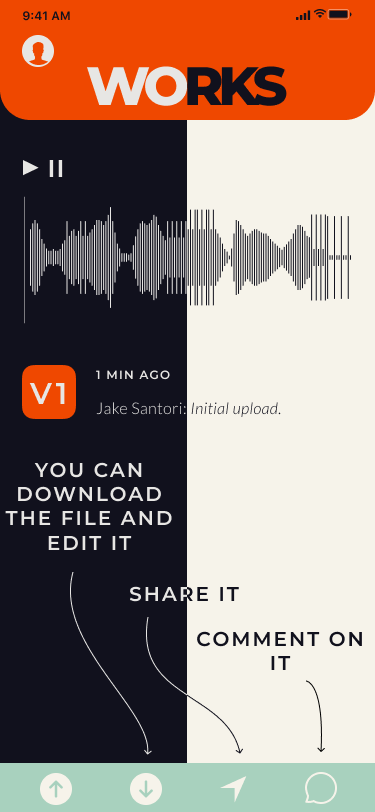 9:41 AM
WORKS
V1
1 MIN AGO
Jake Santori: Initial upload.
YOU CAN
DOWNLOAD
THE FILE AND
EDIT IT
SHARE IT
COMMENT ON
IT